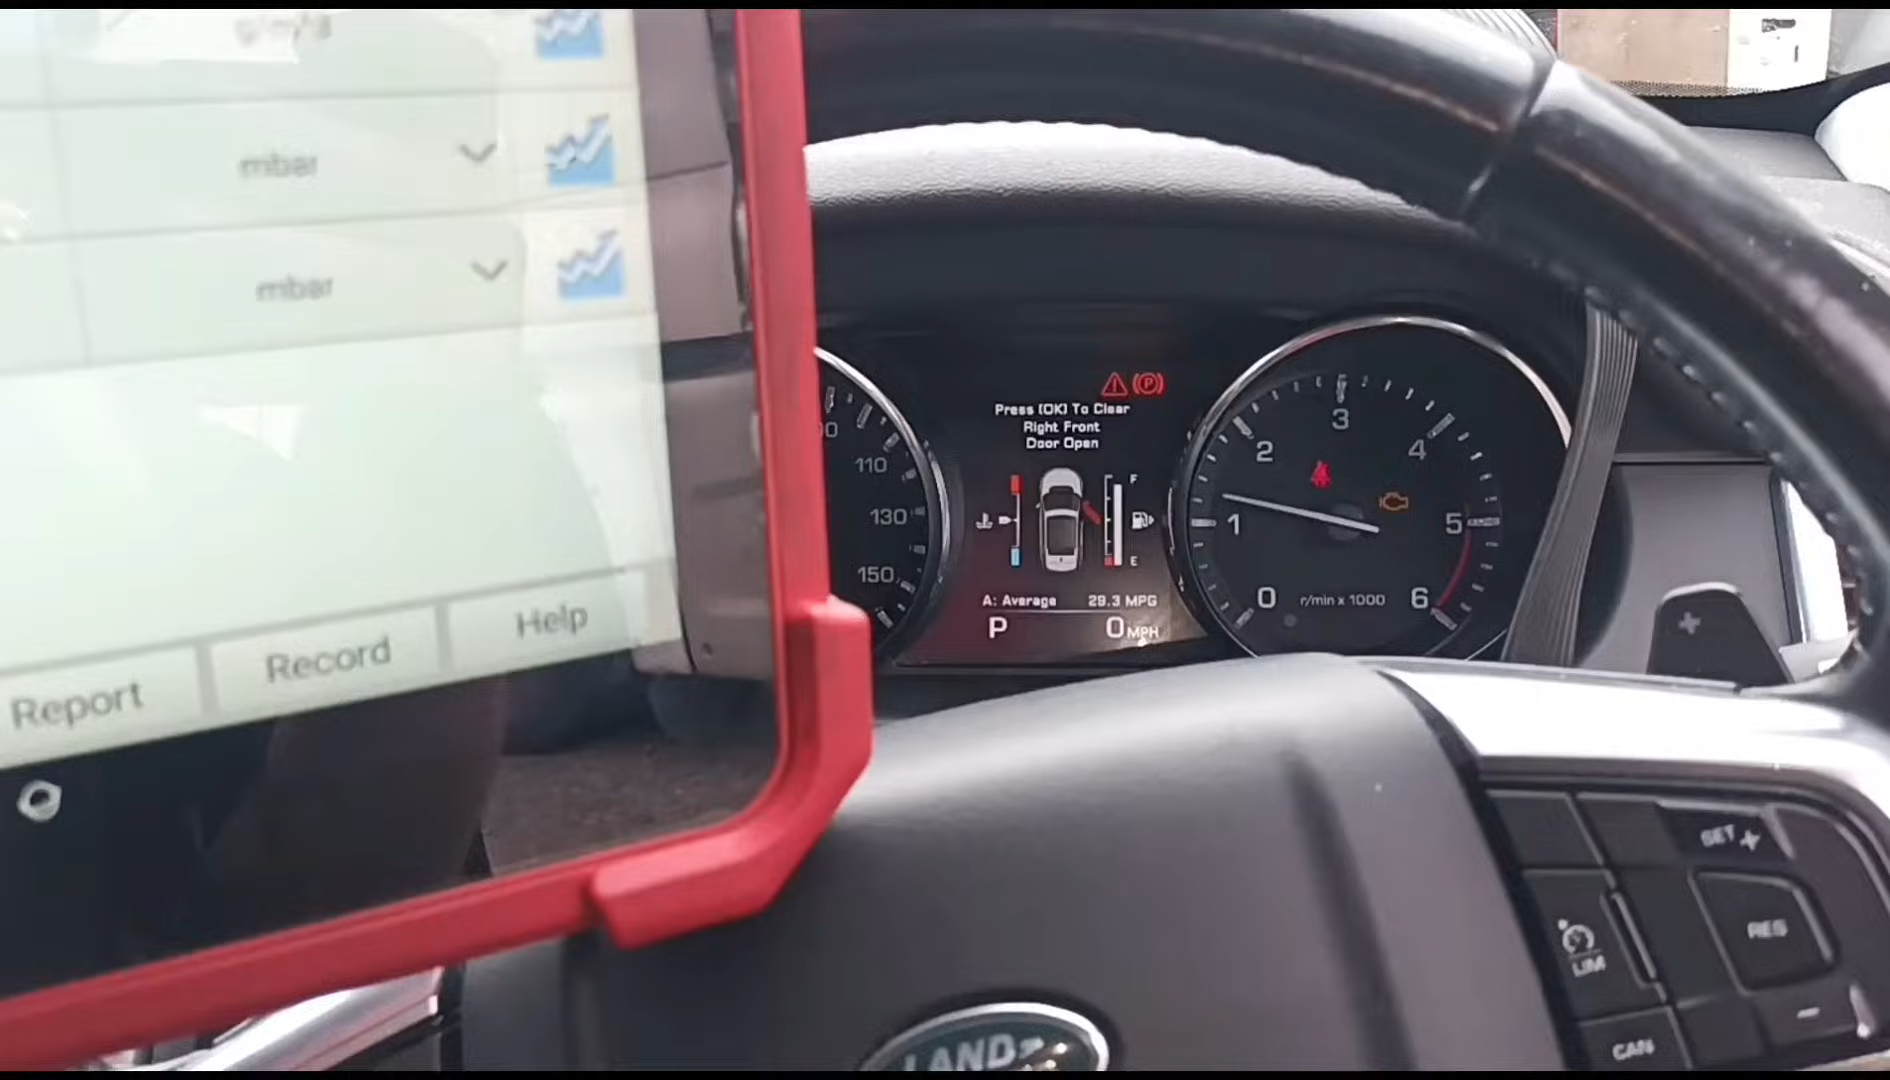 mbar
mbar
Report
Record
Help
Press (OK) To Clear
Right Front
Door Open
F
E
A: Average 29.3 MPG
P
0 MPH
110
130
150
0
1
2
3
4
5
6
r/min x 1000
SET +
RES
LIM
CAN
LAND